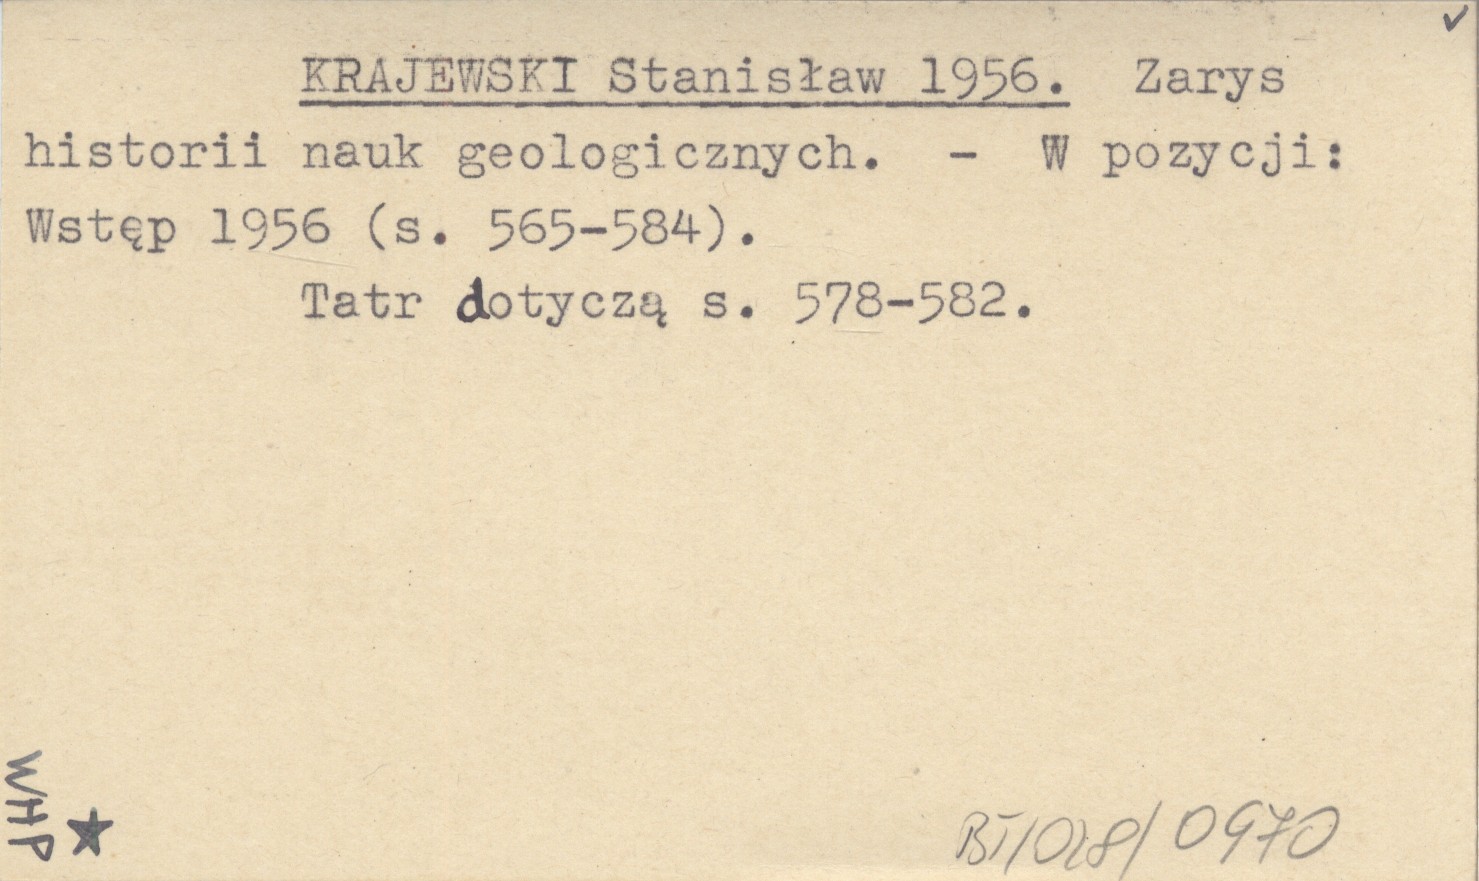 ✓
KRAJEWSKI Stanisław 1956. Zarys
historii nauk geologicznych. - W pozycji:
Wstęp 1956 (s. 565-584).
Tatr dotyczą s. 578-582.
WHP ★
BT/028/0970